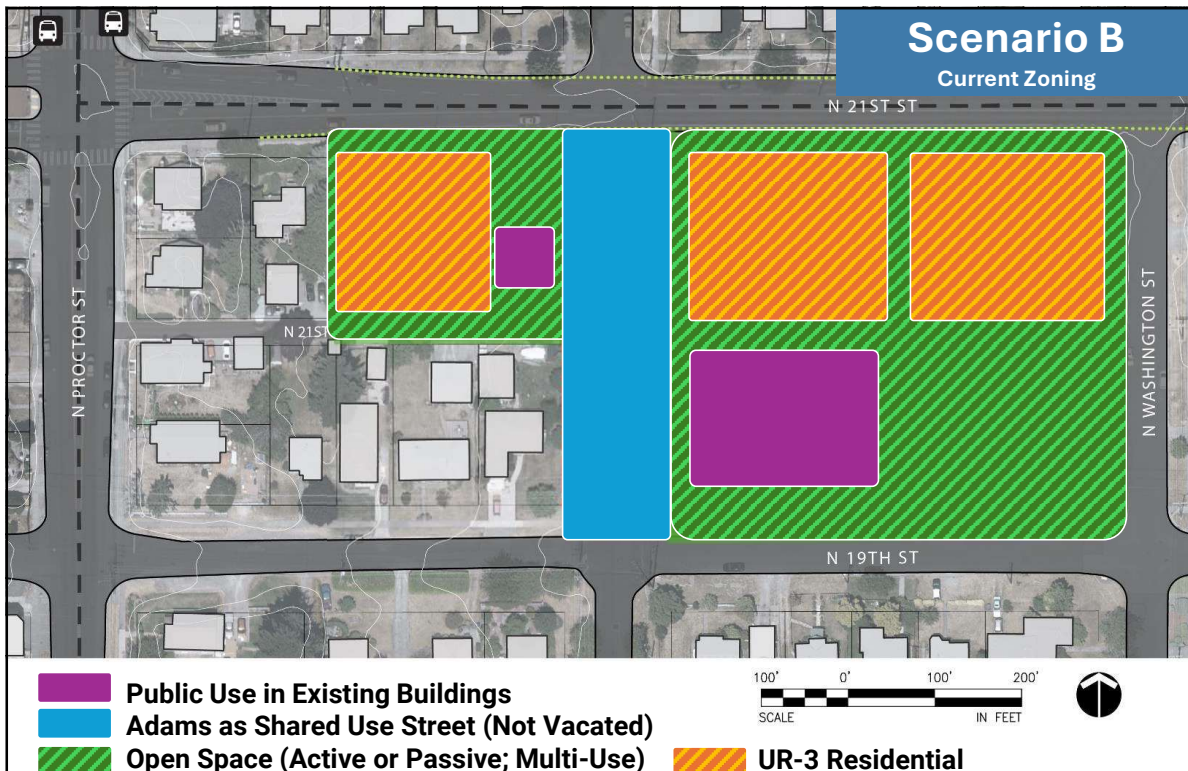 Scenario B
Current Zoning
N 21ST ST
N PROCTOR ST
N 21ST
N WASHINGTON ST
N 19TH ST
Public Use in Existing Buildings
Adams as Shared Use Street (Not Vacated)
Open Space (Active or Passive; Multi-Use)
UR-3 Residential
100' 0' 100' 200'
SCALE IN FEET